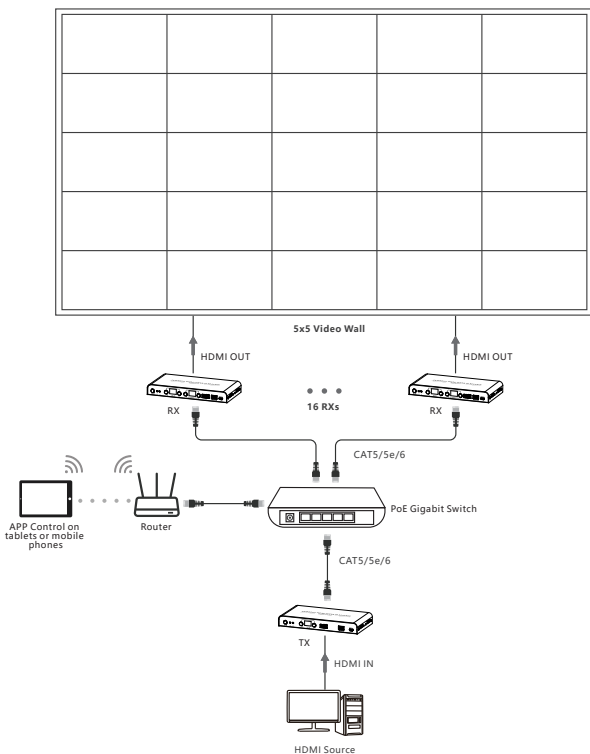 5x5 Video Wall
HDMI OUT
HDMI OUT
RX
16 RXs
RX
CAT5/5e/6
APP Control on
tablets or mobile
phones
Router
PoE Gigabit Switch
CAT5/5e/6
TX
HDMI IN
HDMI Source